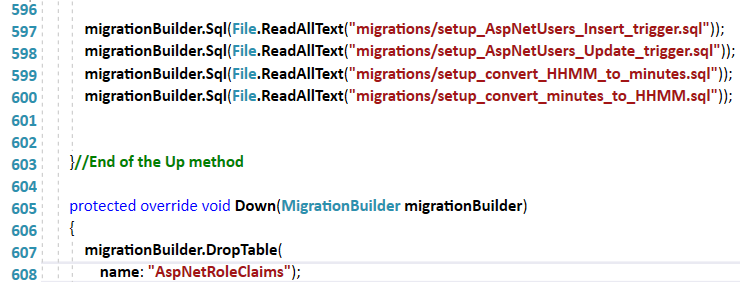 596
597 migrationBuilder.Sql(File.ReadAllText("migrations/setup_AspNetUsers_Insert_trigger.sql"));
598 migrationBuilder.Sql(File.ReadAllText("migrations/setup_AspNetUsers_Update_trigger.sql"));
599 migrationBuilder.Sql(File.ReadAllText("migrations/setup_convert_HHMM_to_minutes.sql"));
600 migrationBuilder.Sql(File.ReadAllText("migrations/setup_convert_minutes_to_HHMM.sql"));
601
602
603 }//End of the Up method
604
605 protected override void Down(MigrationBuilder migrationBuilder)
606 {
607 migrationBuilder.DropTable(
608 name: "AspNetRoleClaims");